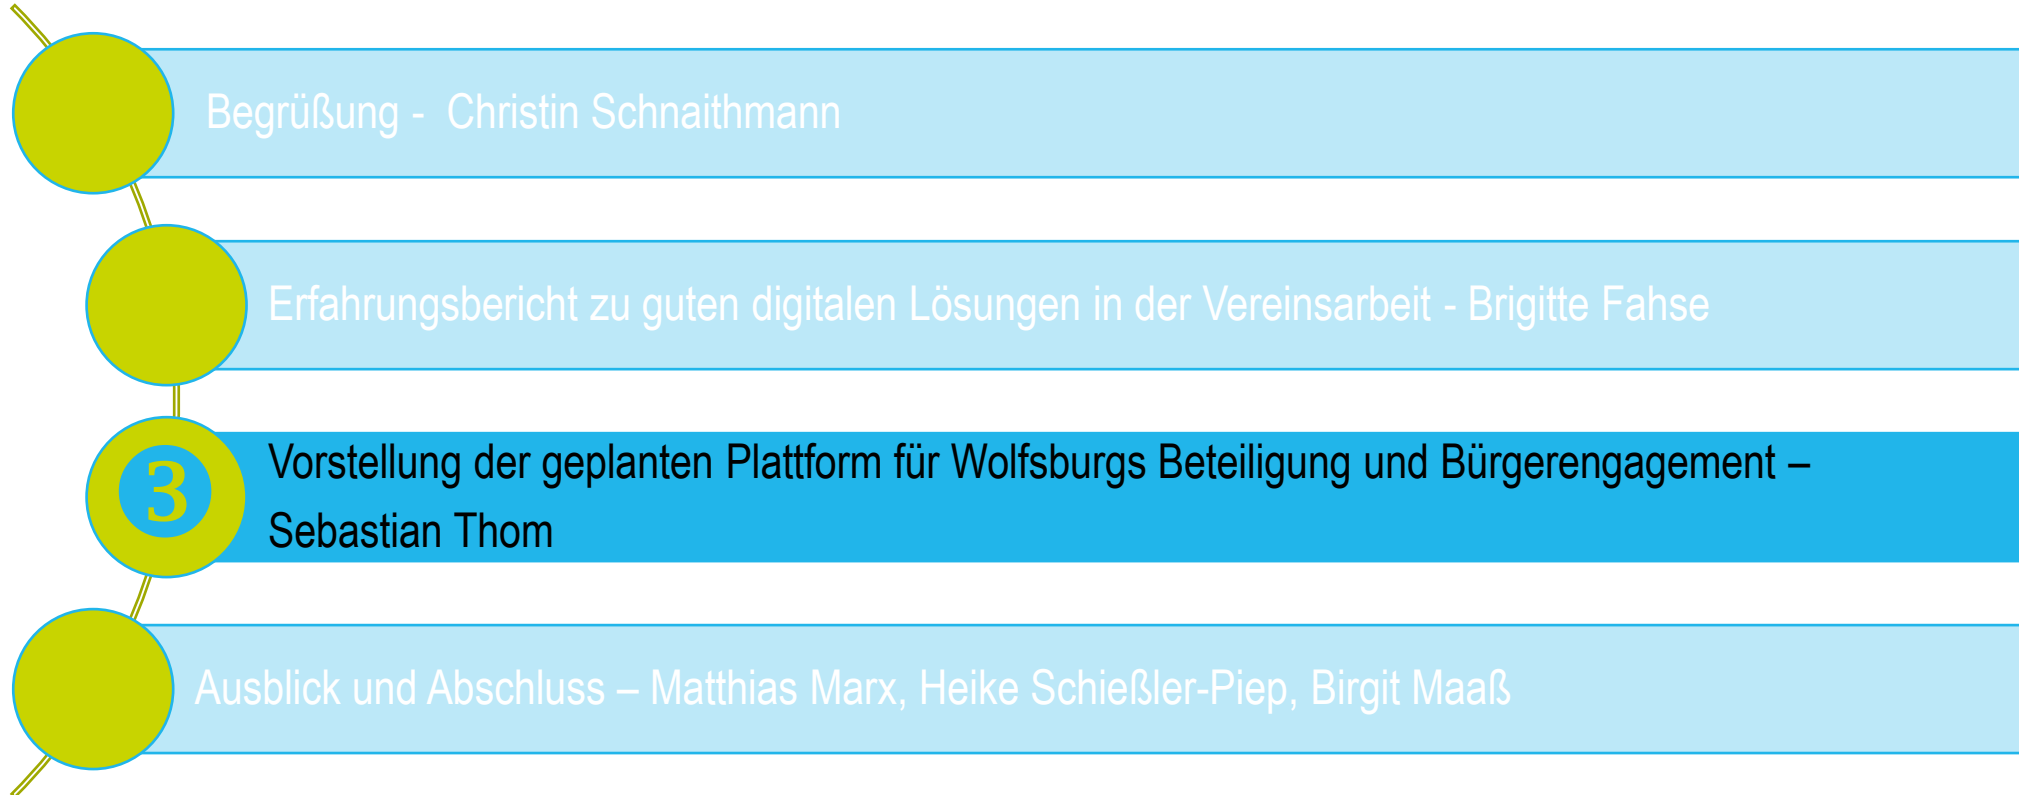 Begrüßung - Christin Schnaithmann
Erfahrungsbericht zu guten digitalen Lösungen in der Vereinsarbeit - Brigitte Fahse
3
Vorstellung der geplanten Plattform für Wolfsburgs Beteiligung und Bürgerengagement –
Sebastian Thom
Ausblick und Abschluss – Matthias Marx, Heike Schießler-Piep, Birgit Maaß